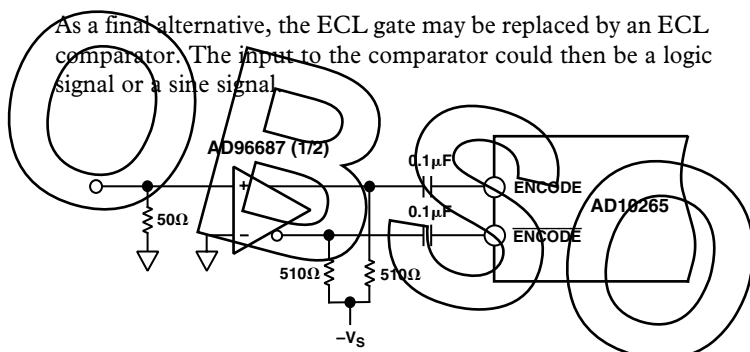 As a final alternative, the ECL gate may be replaced by an ECL
comparator. The input to the comparator could then be a logic
signal or a sine signal.
OBSO
AD96687 (1/2)
0.1μF
+
ENCODE
AD10265
50Ω
0.1μF
–
ENCODE
510Ω
510Ω
–VS